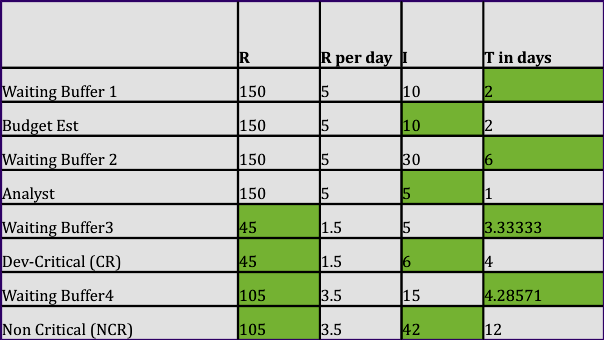 R R per day I T in days
Waiting Buffer 1 150 5 10 2
Budget Est 150 5 10 2
Waiting Buffer 2 150 5 30 6
Analyst 150 5 5 1
Waiting Buffer3 45 1.5 5 3.33333
Dev-Critical (CR) 45 1.5 6 4
Waiting Buffer4 105 3.5 15 4.28571
Non Critical (NCR) 105 3.5 42 12